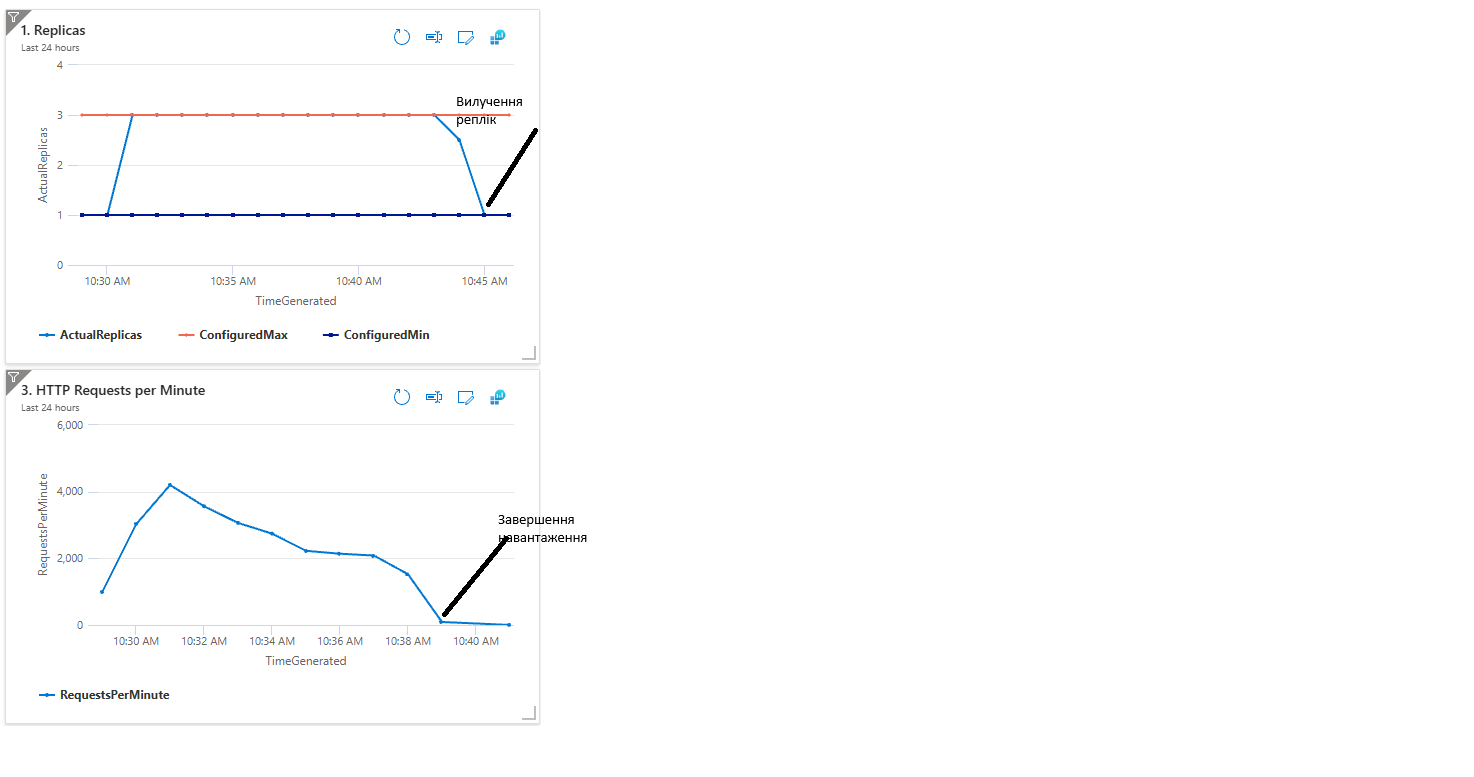 1. Replicas
Last 24 hours
4
3
2
1
0
ActualReplicas
Вилучення
реплік
10:30 AM 10:35 AM 10:40 AM 10:45 AM
TimeGenerated
ActualReplicas ConfiguredMax ConfiguredMin
3. HTTP Requests per Minute
Last 24 hours
6,000
4,000
2,000
0
RequestsPerMinute
Завершення
навантаження
10:30 AM 10:32 AM 10:34 AM 10:36 AM 10:38 AM 10:40 AM
TimeGenerated
RequestsPerMinute